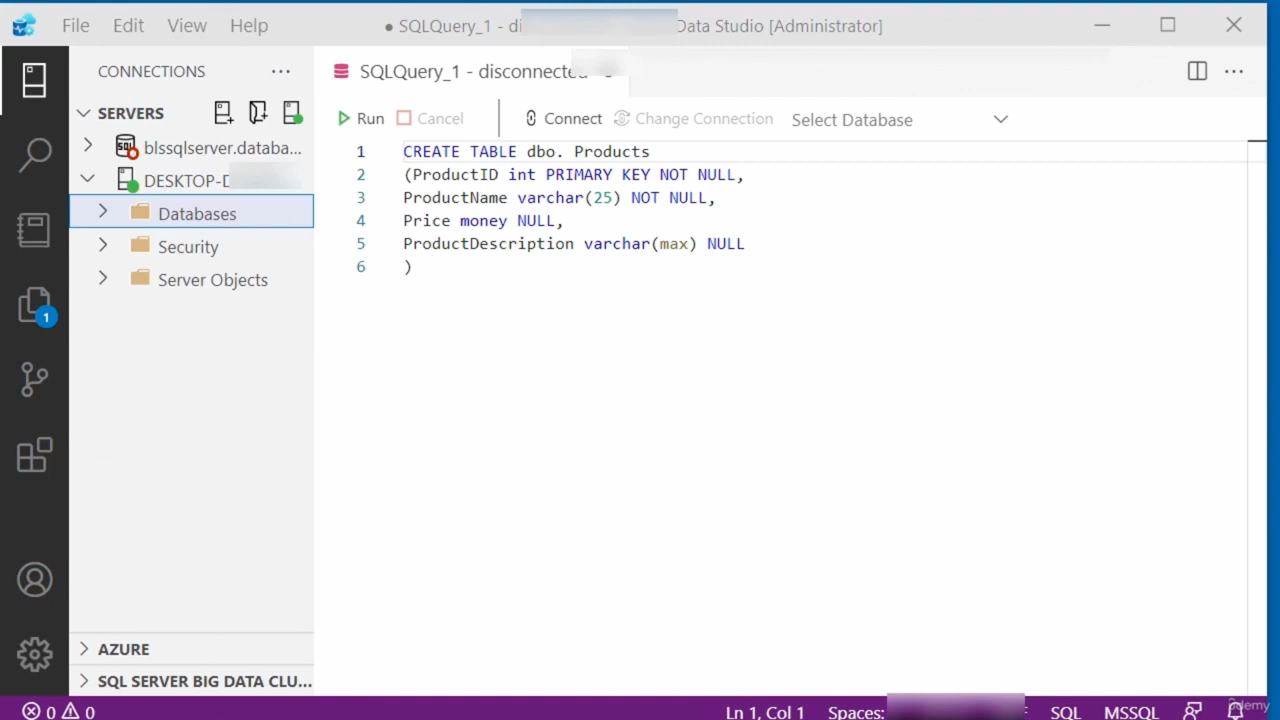 File Edit View Help
● SQLQuery_1 - di Data Studio [Administrator]
CONNECTIONS
SQLQuery_1 - disconnected
SERVERS
Run Cancel Connect Change Connection Select Database
blssqlserver.databa...
DESKTOP-D
Databases
Security
Server Objects
1 CREATE TABLE dbo. Products
2 (ProductID int PRIMARY KEY NOT NULL,
3 ProductName varchar(25) NOT NULL,
4 Price money NULL,
5 ProductDescription varchar(max) NULL
6 )
1
AZURE
SQL SERVER BIG DATA CLU...
0 0 Ln 1, Col 1 Spaces: SQL MSSQL
Udemy